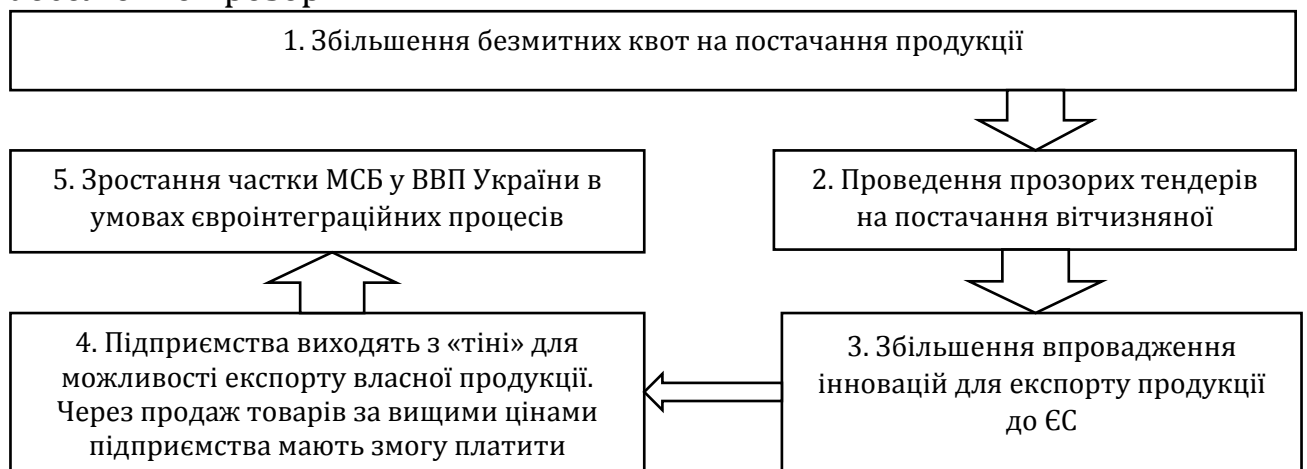 1. Збільшення безмитних квот на постачання продукції
5. Зростання частки МСБ у ВВП України в
умовах євроінтеграційних процесів
2. Проведення прозорих тендерів
на постачання вітчизняної
4. Підприємства виходять з «тіні» для
можливості експорту власної продукції.
Через продаж товарів за вищими цінами
підприємства мають змогу платити
3. Збільшення впровадження
інновацій для експорту продукції
до ЄС